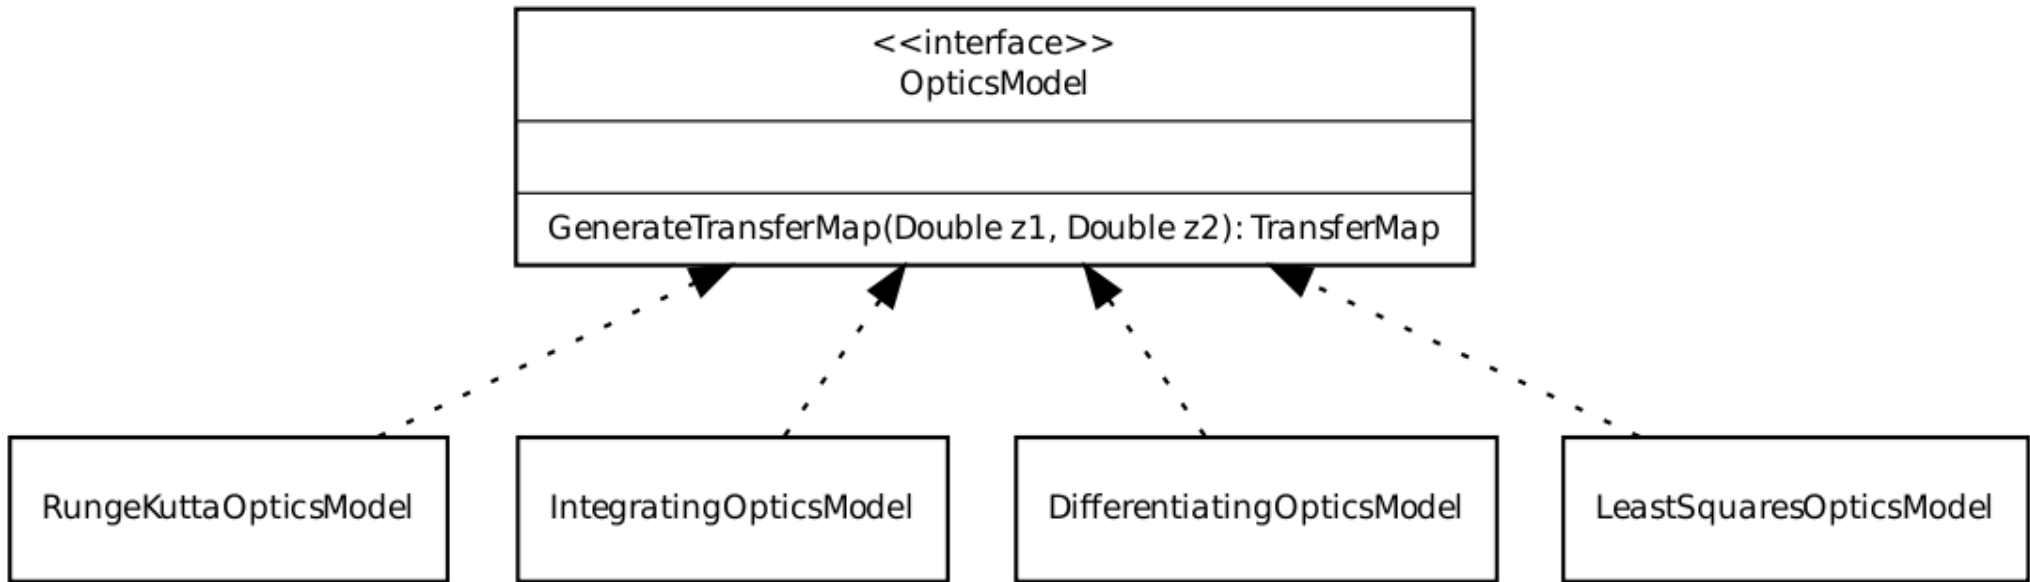 <<interface>>
OpticsModel
GenerateTransferMap(Double z1, Double z2): TransferMap
RungeKuttaOpticsModel
IntegratingOpticsModel
DifferentiatingOpticsModel
LeastSquaresOpticsModel